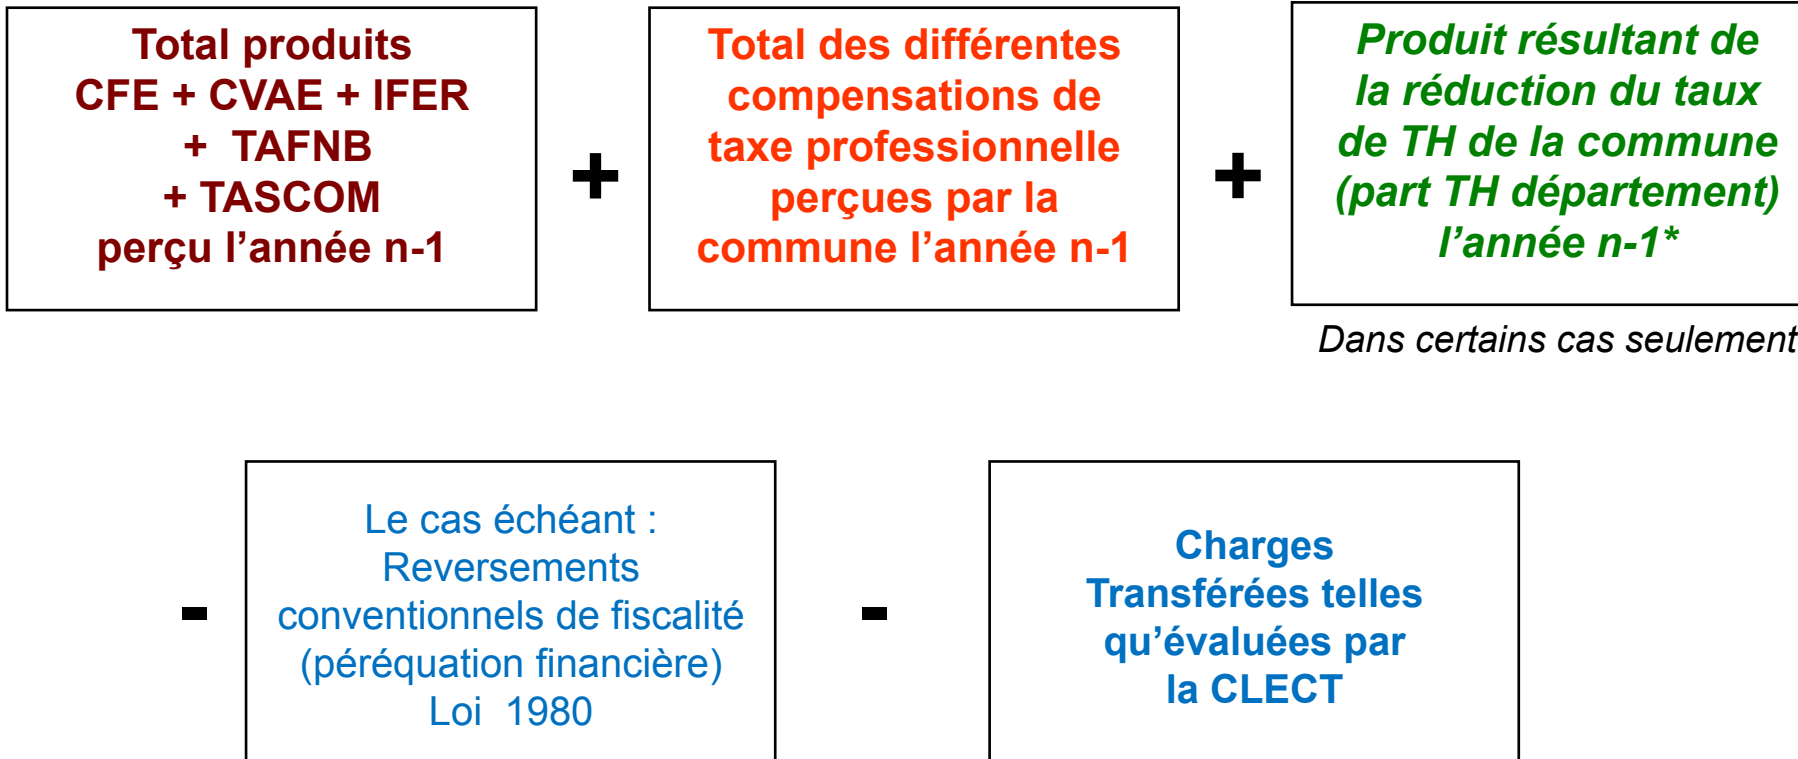 Total produits
CFE + CVAE + IFER
+ TAFNB
+ TASCOM
perçu l’année n-1
+
Total des différentes
compensations de
taxe professionnelle
perçues par la
commune l’année n-1
+
Produit résultant de
la réduction du taux
de TH de la commune
(part TH département)
l’année n-1*
Dans certains cas seulement
-
Le cas échéant :
Reversements
conventionnels de fiscalité
(péréquation financière)
Loi 1980
-
Charges
Transférées telles
qu’évaluées par
la CLECT